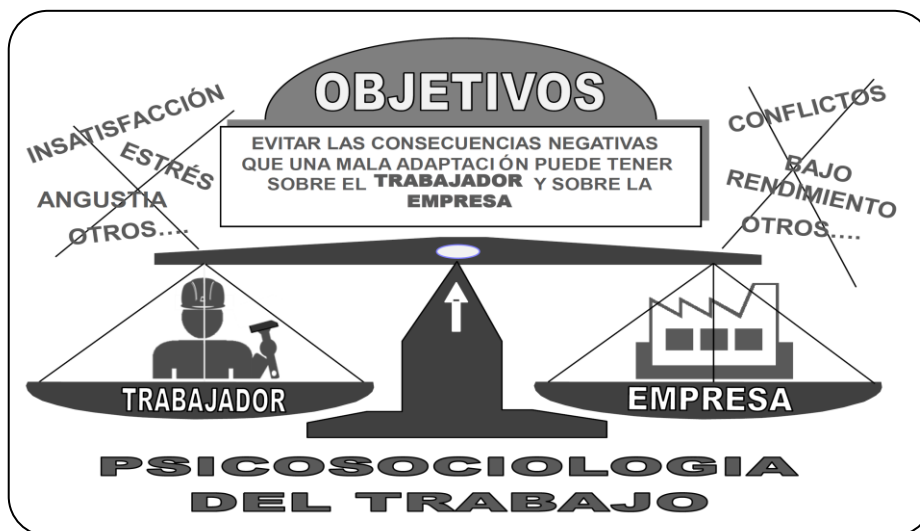 OBJETIVOS
EVITAR LAS CONSECUENCIAS NEGATIVAS
QUE UNA MALA ADAPTACIÓN PUEDE TENER
SOBRE EL TRABAJADOR Y SOBRE LA
EMPRESA
INSATISFACCIÓN
ESTRÉS
ANGUSTIA
OTROS....
CONFLICTOS
BAJO
RENDIMIENTO
OTROS....
TRABAJADOR
EMPRESA
PSICOSOCIOLOGIA
DEL TRABAJO